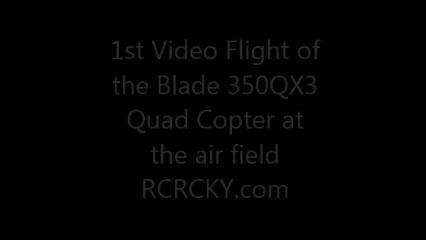 1st Video Flight of
the Blade 350QX3
Quad Copter at
the air field
RCRCKY.com